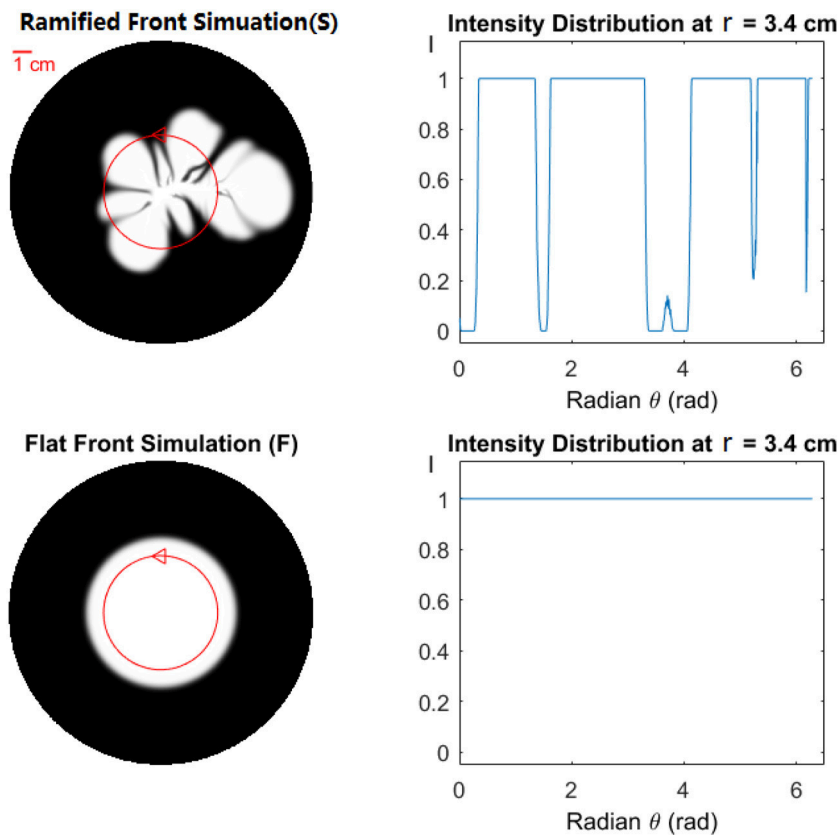 Ramified Front Simuation(S)
1 cm
Intensity Distribution at r = 3.4 cm
I
1
0.8
0.6
0.4
0.2
0
0 2 4 6
Radian θ (rad)
Flat Front Simulation (F)
Intensity Distribution at r = 3.4 cm
I
1
0.8
0.6
0.4
0.2
0
0 2 4 6
Radian θ (rad)